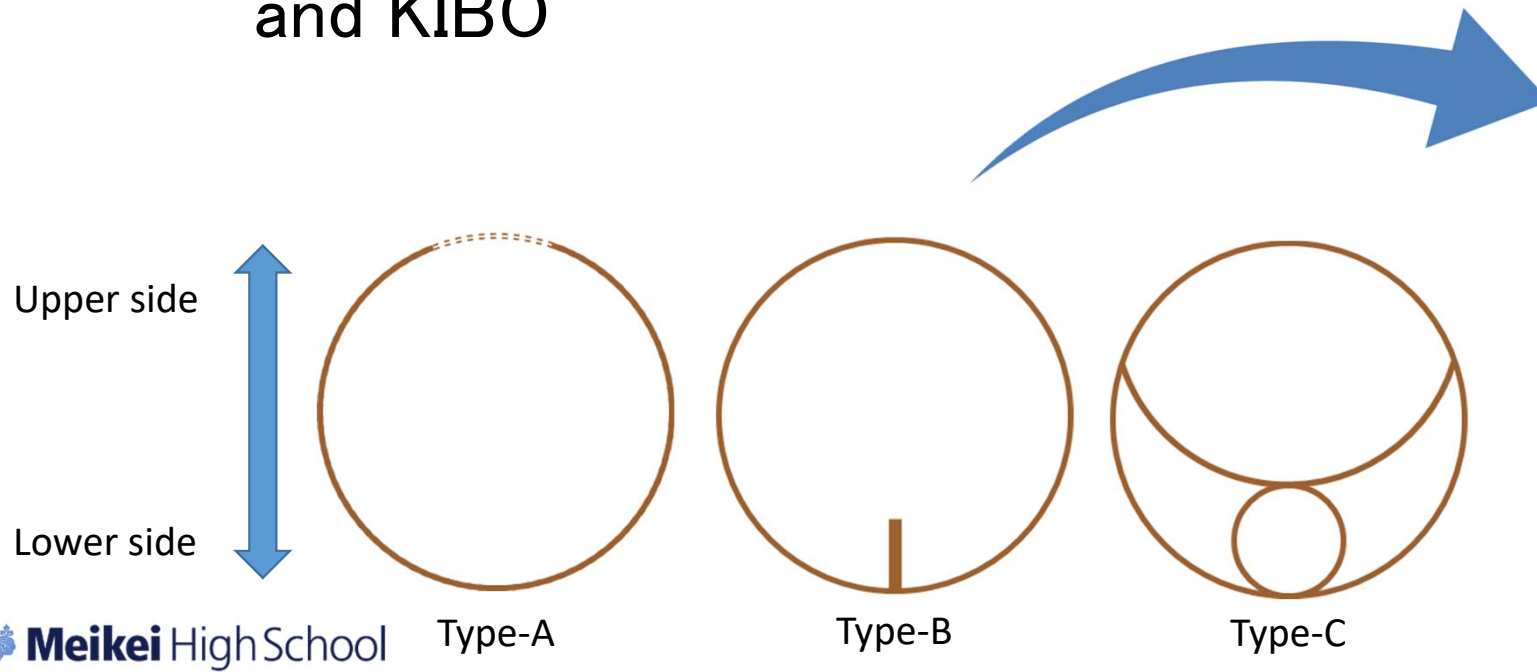 and KIBO
Upper side
Lower side
Type-A
Type-B
Type-C
Meikei High School